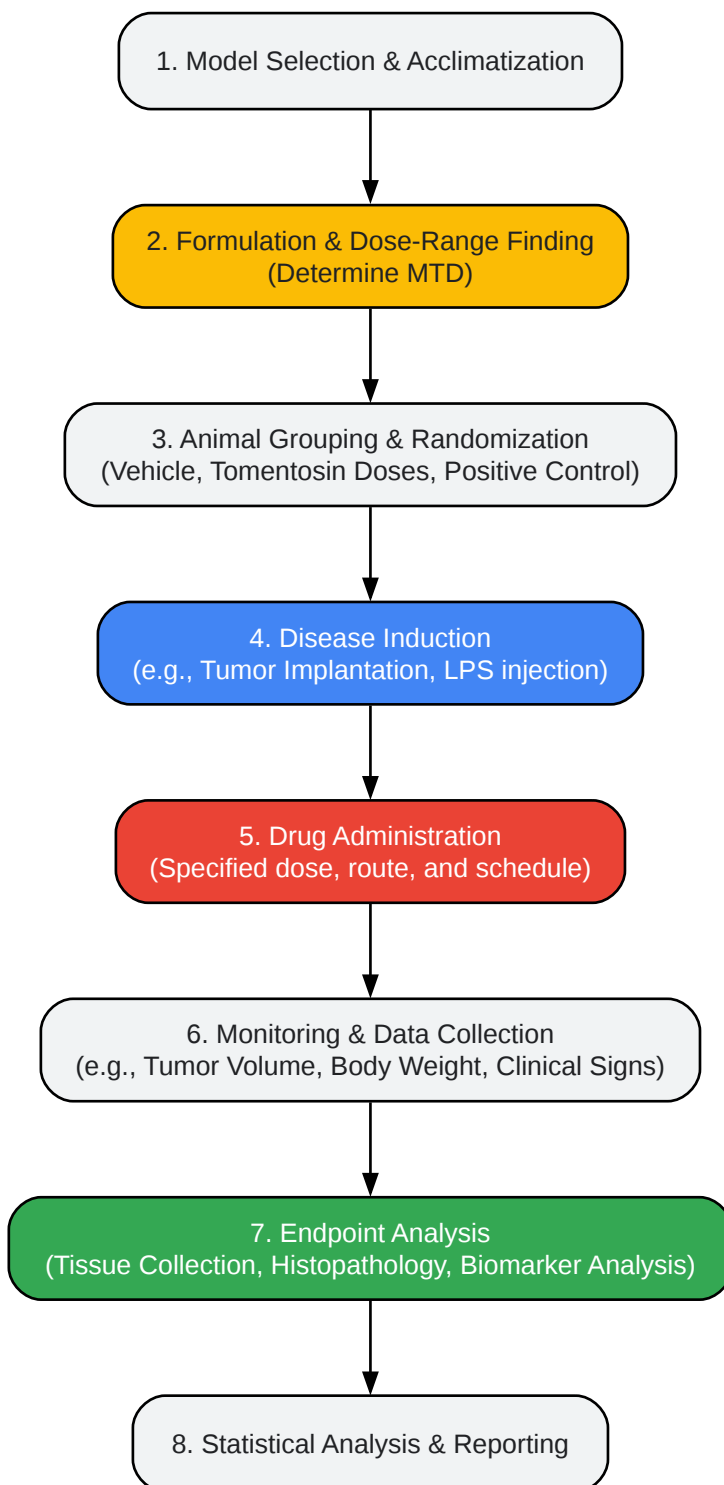 1. Model Selection & Acclimatization
2. Formulation & Dose-Range Finding
(Determine MTD)
3. Animal Grouping & Randomization
(Vehicle, Tomentosin Doses, Positive Control)
4. Disease Induction
(e.g., Tumor Implantation, LPS injection)
5. Drug Administration
(Specified dose, route, and schedule)
6. Monitoring & Data Collection
(e.g., Tumor Volume, Body Weight, Clinical Signs)
7. Endpoint Analysis
(Tissue Collection, Histopathology, Biomarker Analysis)
8. Statistical Analysis & Reporting